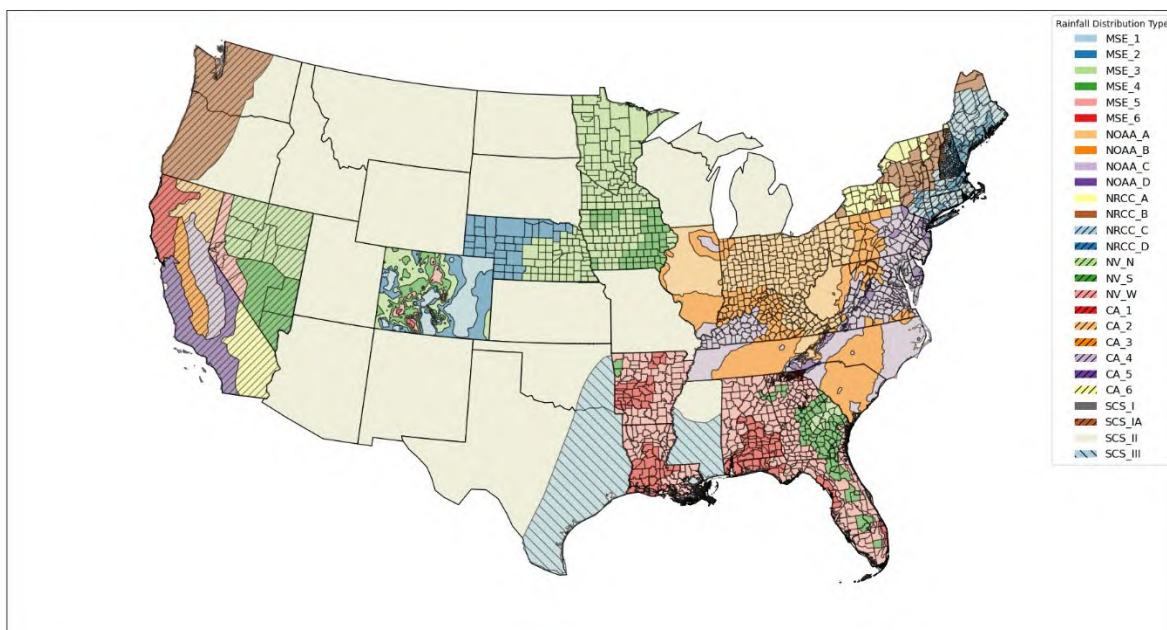 Rainfall Distribution Type
MSE_1
MSE_2
MSE_3
MSE_4
MSE_5
MSE_6
NOAA_A
NOAA_B
NOAA_C
NOAA_D
NRCC_A
NRCC_B
NRCC_C
NRCC_D
NV_N
NV_S
NV_W
CA_1
CA_2
CA_3
CA_4
CA_5
CA_6
SCS_I
SCS_IA
SCS_II
SCS_III